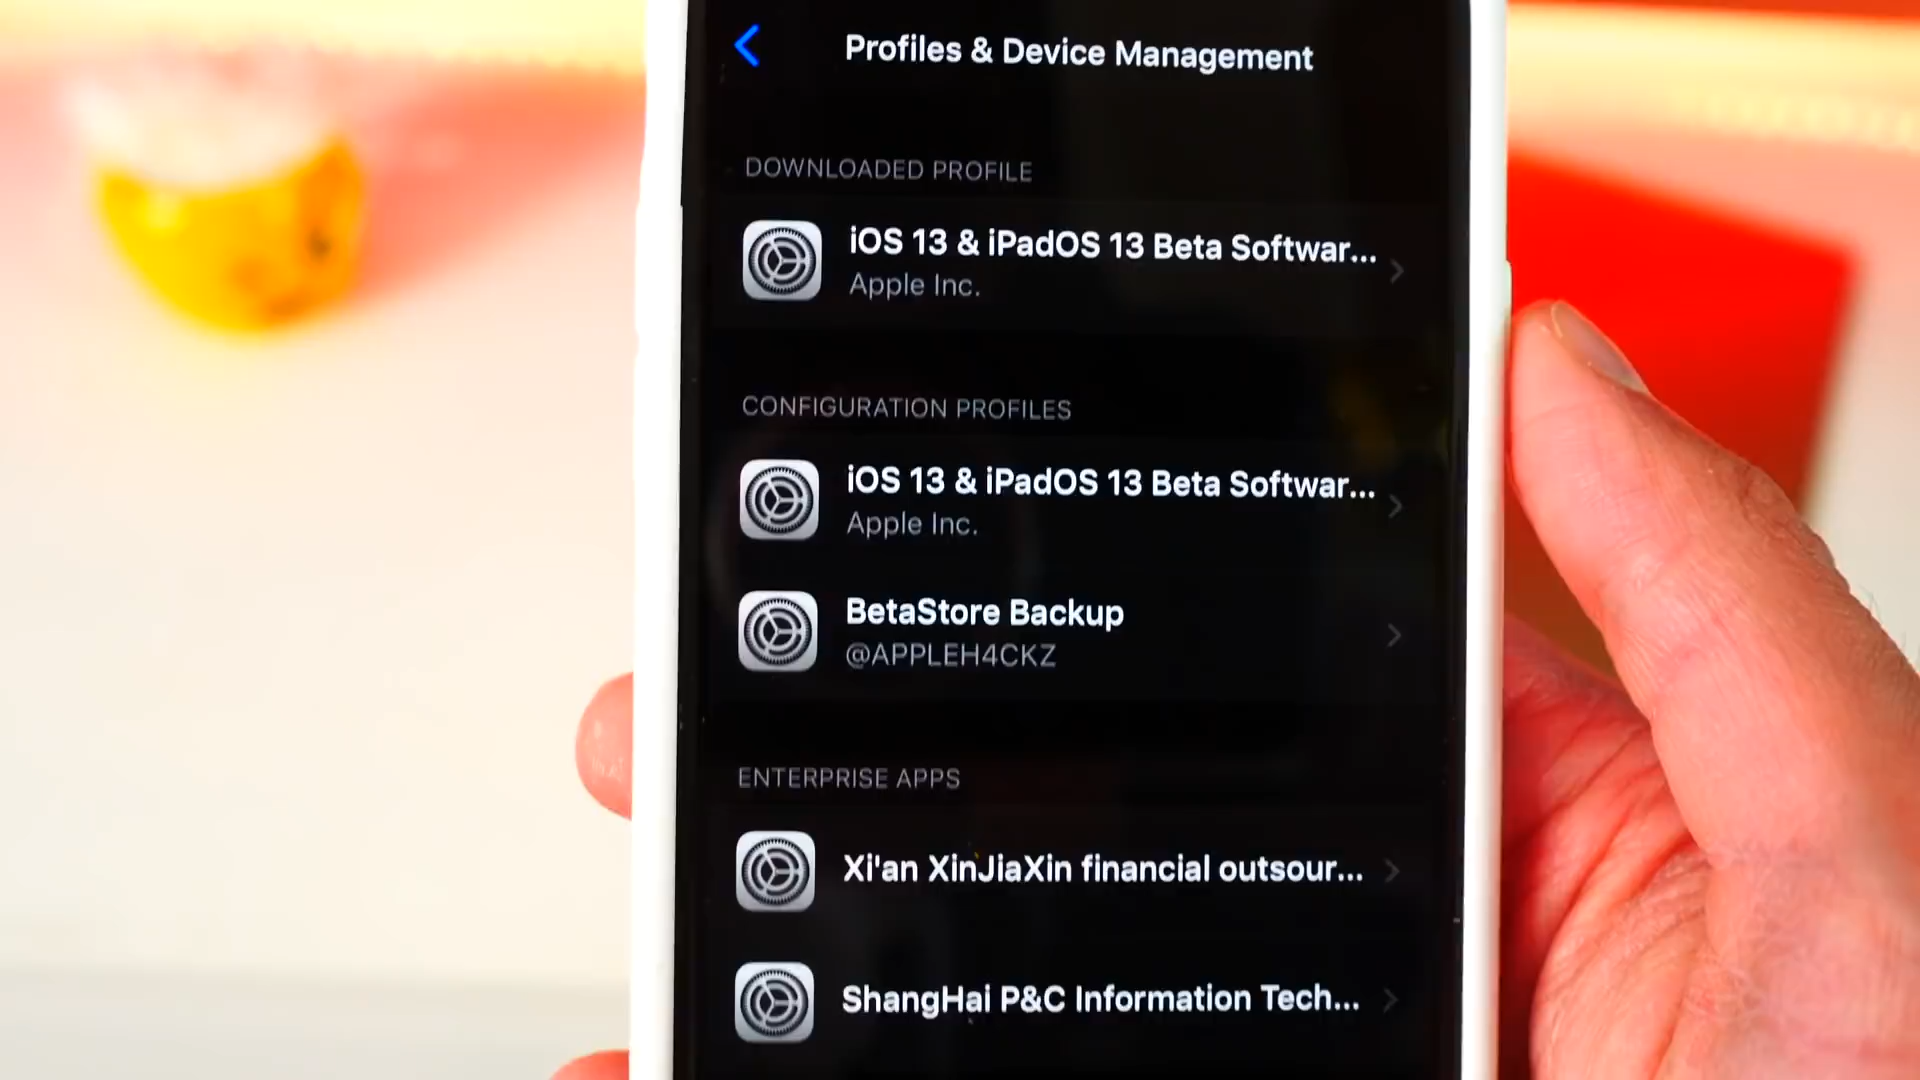 Profiles & Device Management
DOWNLOADED PROFILE
iOS 13 & iPadOS 13 Beta Softwar...
Apple Inc.
CONFIGURATION PROFILES
iOS 13 & iPadOS 13 Beta Softwar...
Apple Inc.
BetaStore Backup
@APPLEH4CKZ
ENTERPRISE APPS
Xi'an XinJiaXin financial outsour...
ShangHai P&C Information Tech...